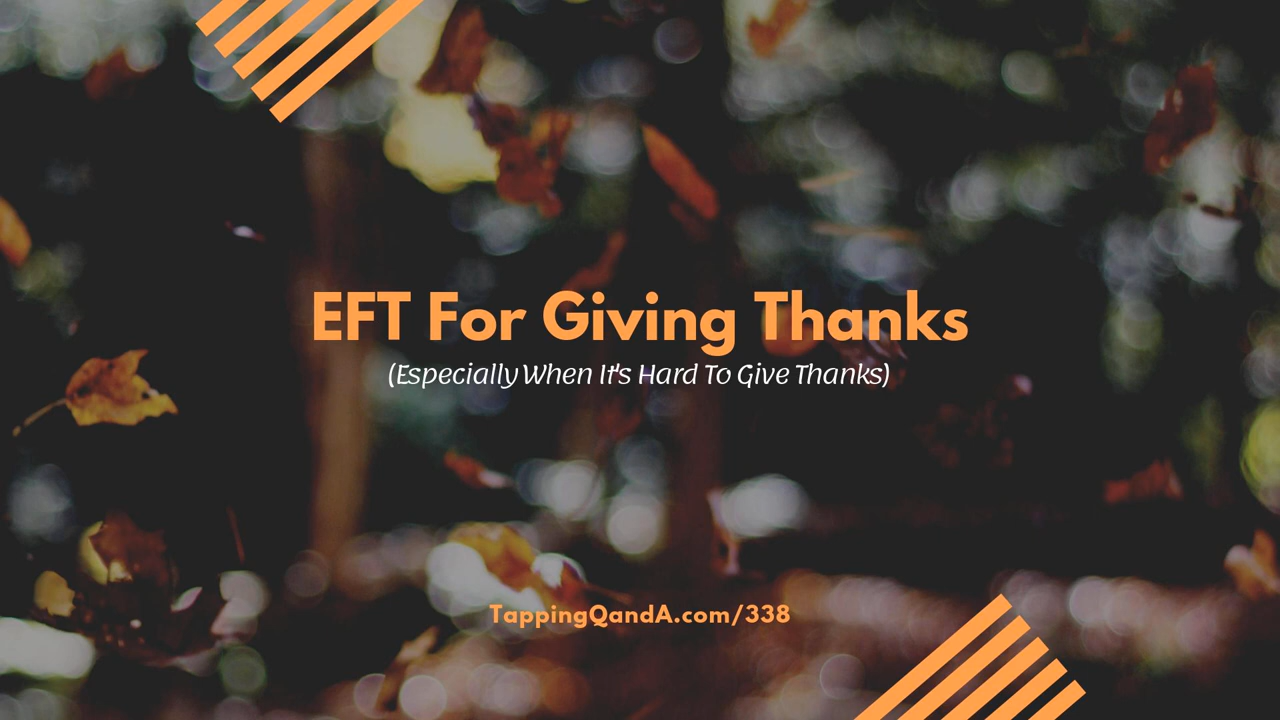 EFT For Giving Thanks
(Especially When It's Hard To Give Thanks)
TappingQandA.com/338